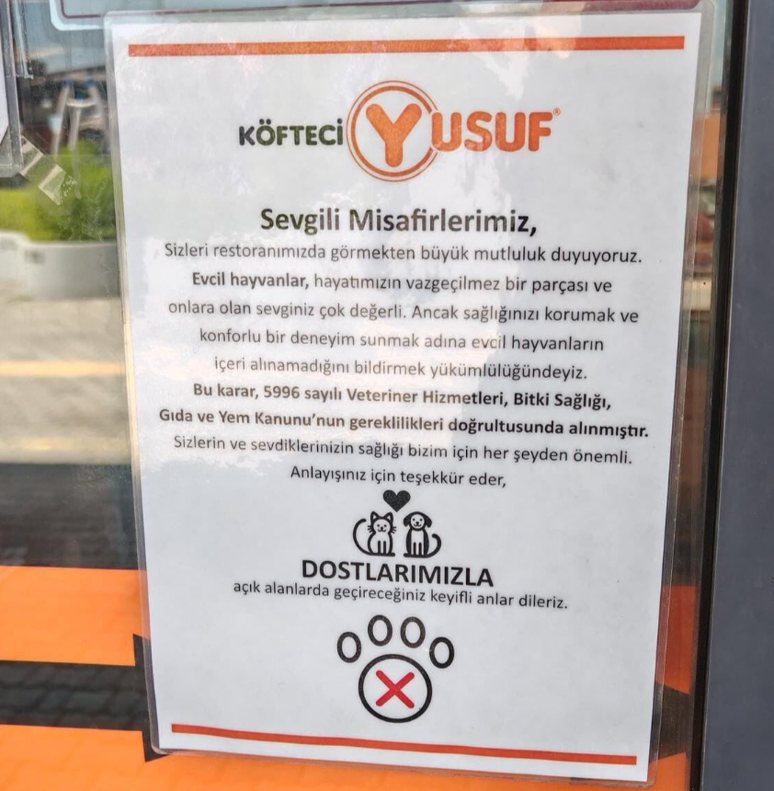 KÖFTECİ YUSUF®
Sevgili Misafirlerimiz,
Sizleri restoranımızda görmekten büyük mutluluk duyuyoruz.
Evcil hayvanlar, hayatımızın vazgeçilmez bir parçası ve
onlara olan sevginiz çok değerli. Ancak sağlığınızı korumak ve
konforlu bir deneyim sunmak adına evcil hayvanların
içeri alınamadığını bildirmek yükümlülüğündeyiz.
Bu karar, 5996 sayılı Veteriner Hizmetleri, Bitki Sağlığı,
Gıda ve Yem Kanunu’nun gereklilikleri doğrultusunda alınmıştır.
Sizlerin ve sevdiklerinizin sağlığı bizim için her şeyden önemli.
Anlayışınız için teşekkür eder,
DOSTLARIMIZLA
açık alanlarda geçireceğiniz keyifli anlar dileriz.